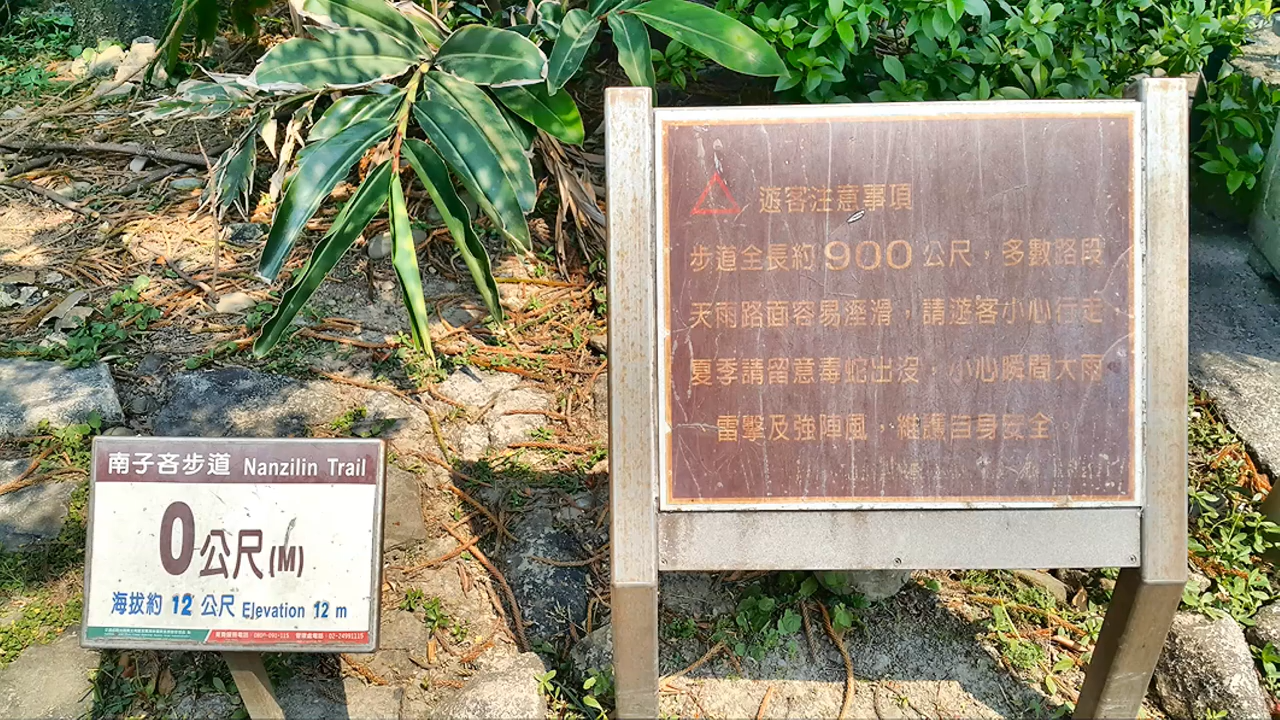 南子吝步道 Nanzilin Trail
0公尺(M)
海拔約 12 公尺 Elevation 12 m
遊客注意事項
步道全長約 900 公尺，多數路段
天雨路面容易溼滑，請遊客小心行走，
夏季請留意毒蛇出沒，小心瞬間大雨
雷擊及強陣風，維護自身安全。